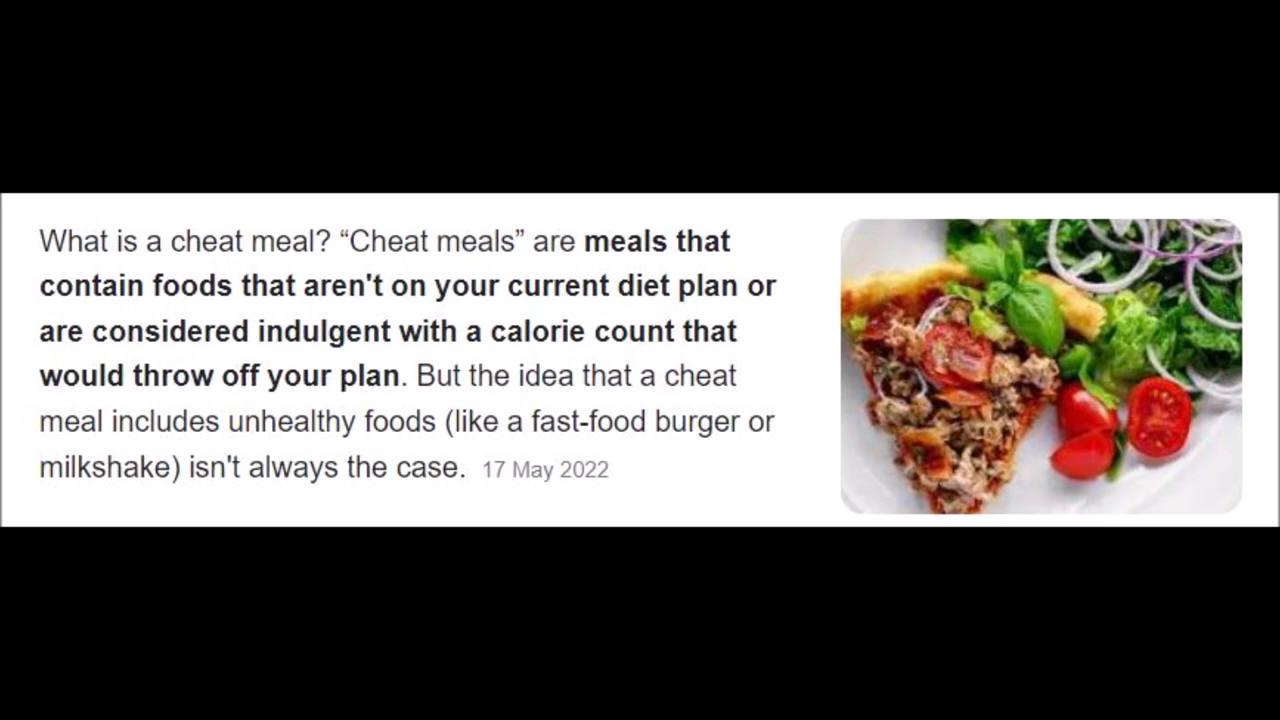 What is a cheat meal? “Cheat meals” are meals that
contain foods that aren't on your current diet plan or
are considered indulgent with a calorie count that
would throw off your plan. But the idea that a cheat
meal includes unhealthy foods (like a fast-food burger or
milkshake) isn't always the case. 17 May 2022